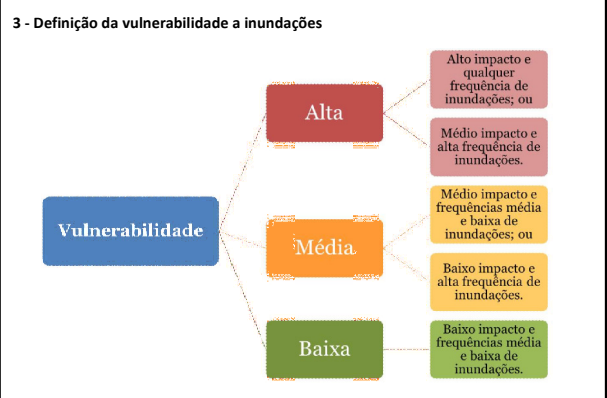 3 - Definição da vulnerabilidade a inundações
Vulnerabilidade
Alta
Alto impacto e
qualquer
frequência de
inundações; ou
Médio impacto e
alta frequência de
inundações.
Média
Médio impacto e
frequências média
e baixa de
inundações; ou
Baixo impacto e
alta frequência de
inundações.
Baixa
Baixo impacto e
frequências média
e baixa de
inundações.